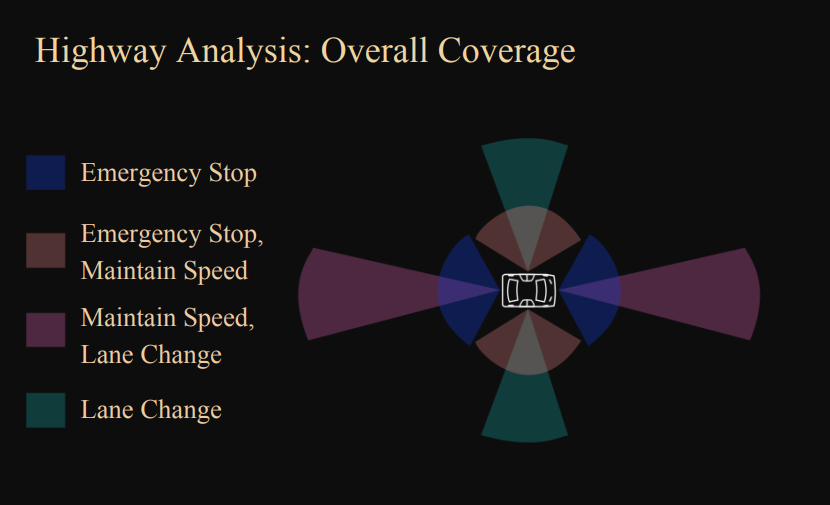 Highway Analysis: Overall Coverage
Emergency Stop
Emergency Stop,
Maintain Speed
Maintain Speed,
Lane Change
Lane Change